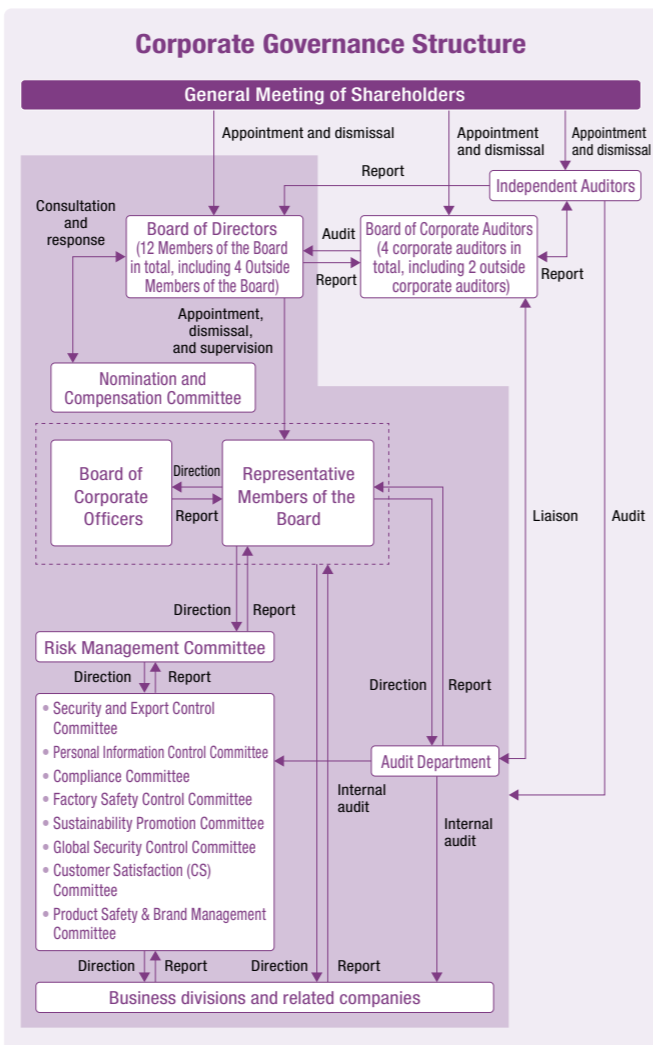 Corporate Governance Structure
General Meeting of Shareholders
Appointment and dismissal
Appointment
and dismissal
Appointment
and dismissal
Report
Independent Auditors
Consultation
and
response
Board of Directors
(12 Members of the Board
in total, including 4 Outside
Members of the Board)
Audit
Report
Board of Corporate Auditors
(4 corporate auditors in
total, including 2 outside
corporate auditors)
Report
Appointment,
dismissal,
and supervision
Nomination and
Compensation Committee
Board of
Corporate
Officers
Direction
Report
Representative
Members of the
Board
Liaison
Audit
Direction
Report
Risk Management Committee
Direction
Report
Direction
Report
• Security and Export Control
Committee
• Personal Information Control Committee
• Compliance Committee
• Factory Safety Control Committee
• Sustainability Promotion Committee
• Global Security Control Committee
• Customer Satisfaction (CS)
Committee
• Product Safety & Brand Management
Committee
Audit Department
Internal
audit
Internal
audit
Direction
Report
Direction
Report
Business divisions and related companies